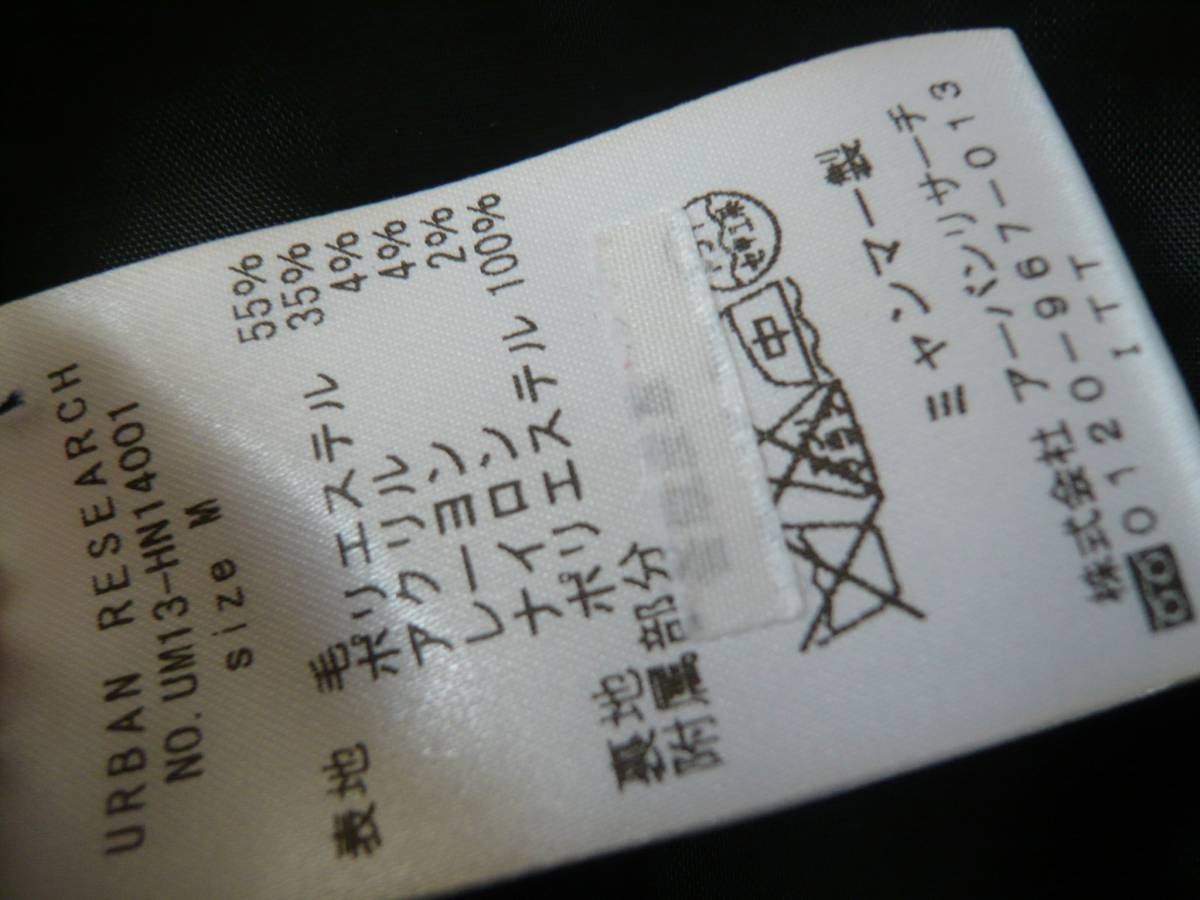 URBAN RESEARCH
NO.UM13-HN14001
size M
表地 毛 55%
ポリエステル 35%
アクリル 4%
レーヨン 4%
ナイロン 2%
裏地 ポリエステル 100%
附属部分
中
ミャンマー製
株式会社 アーバンリサーチ
0120-967-013
ITT